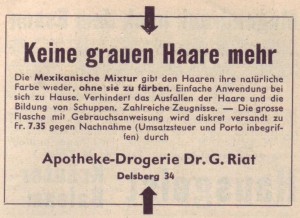 Keine grauen Haare mehr
Die Mexikanische Mixtur gibt den Haaren ihre natürliche
Farbe wieder, ohne sie zu färben. Einfache Anwendung bei
sich zu Hause. Verhindert das Ausfallen der Haare und die
Bildung von Schuppen. Zahlreiche Zeugnisse. — Die grosse
Flasche mit Gebrauchsanweisung wird diskret versandt zu
Fr. 7.35 gegen Nachnahme (Umsatzsteuer und Porto inbegrif-
fen) durch
Apotheke-Drogerie Dr. G. Riat
Delsberg 34